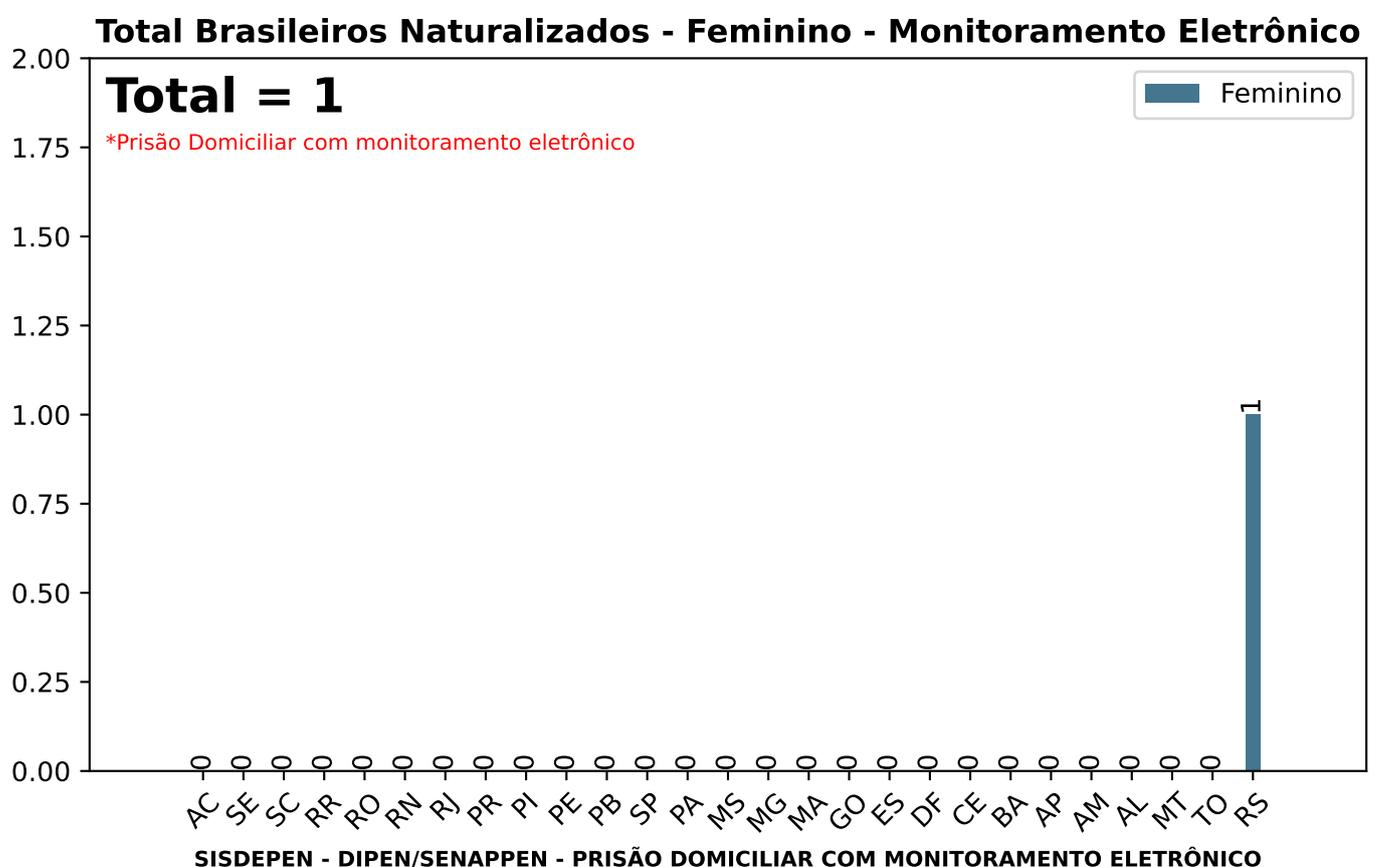 Total Brasileiros Naturalizados - Feminino - Monitoramento Eletrônico
2.00
Total = 1
Feminino
*Prisão Domiciliar com monitoramento eletrônico
1.75
1.50
1.25
1.00
1
0.75
0.50
0.25
0.00
0 0 0 0 0 0 0 0 0 0 0 0 0 0 0 0 0 0 0 0 0 0 0 0 0 0
AC SE SC RR RO RN RJ PR PI PE PB SP PA MS MG MA GO ES DF CE BA AP AM AL MT TO RS
SISDEPEN - DIPEN/SENAPPEN - PRISÃO DOMICILIAR COM MONITORAMENTO ELETRÔNICO